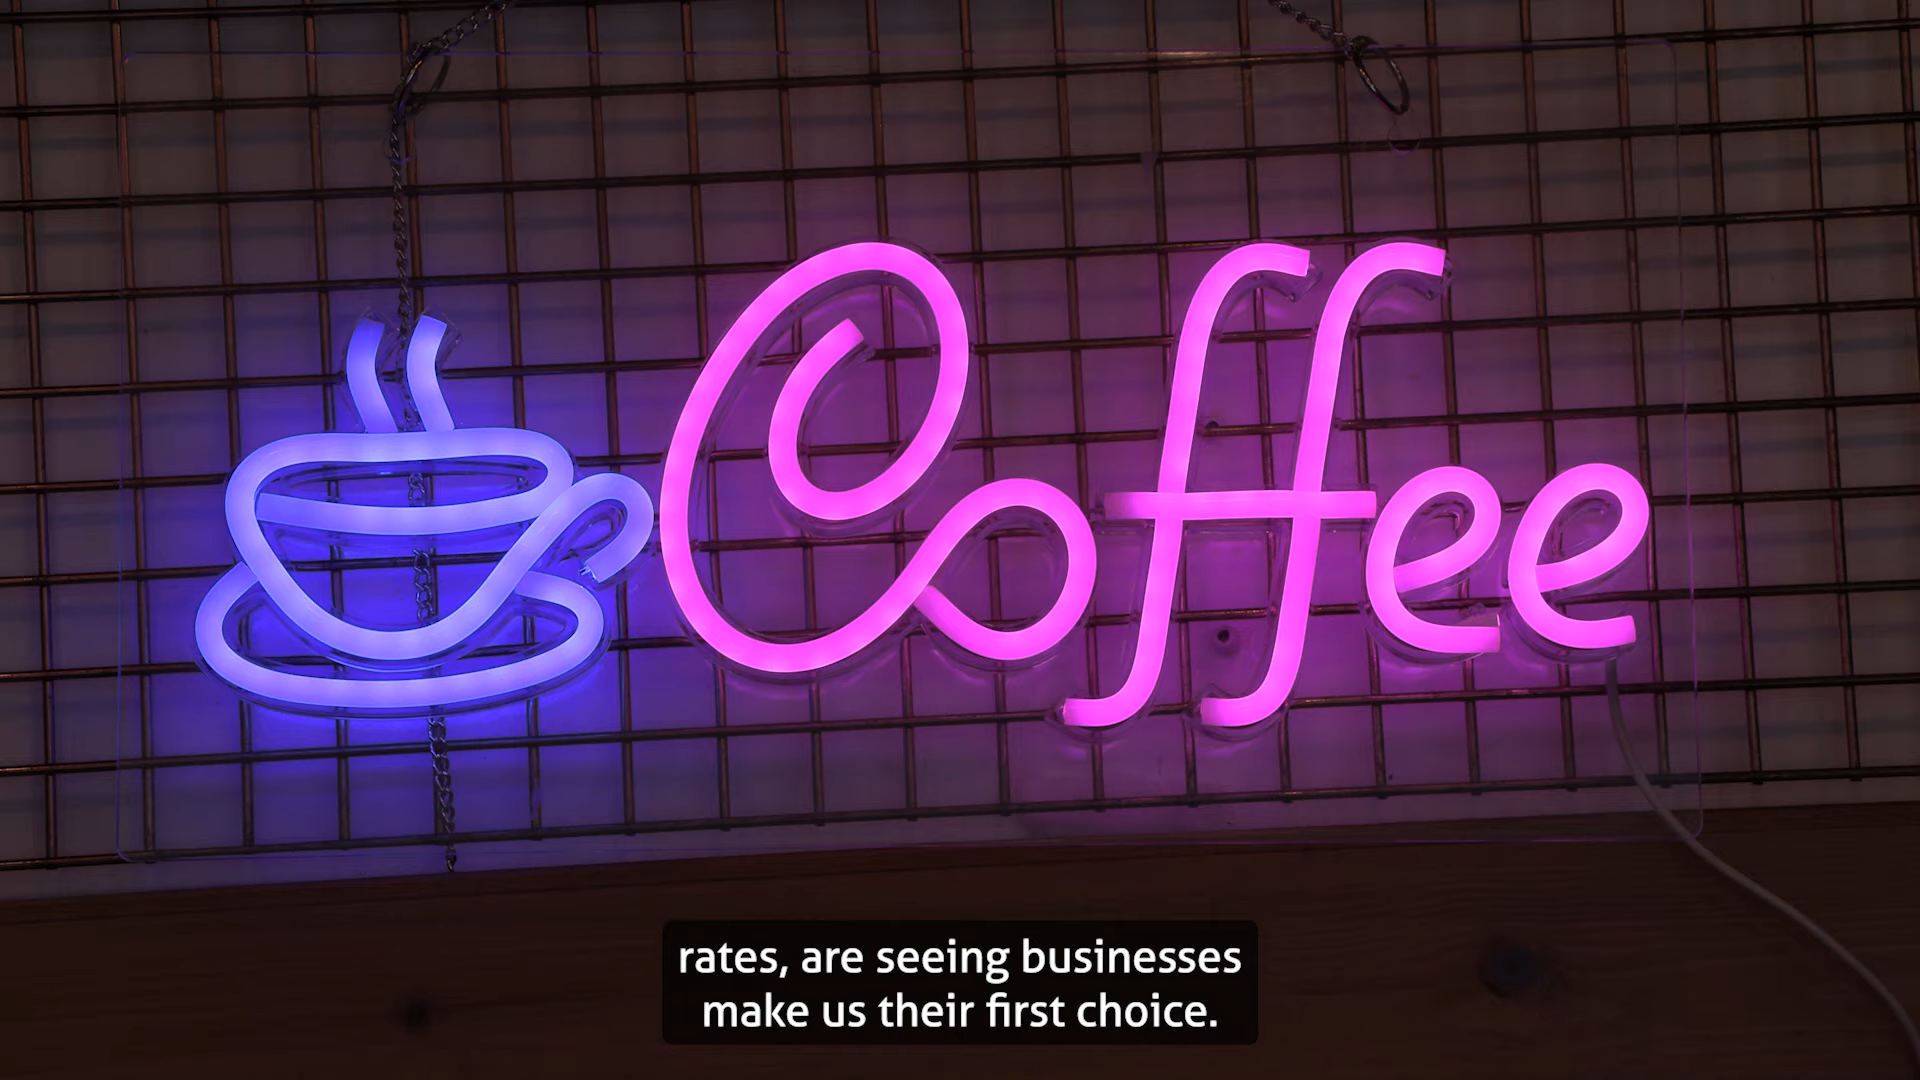 Coffee
rates, are seeing businesses
make us their first choice.